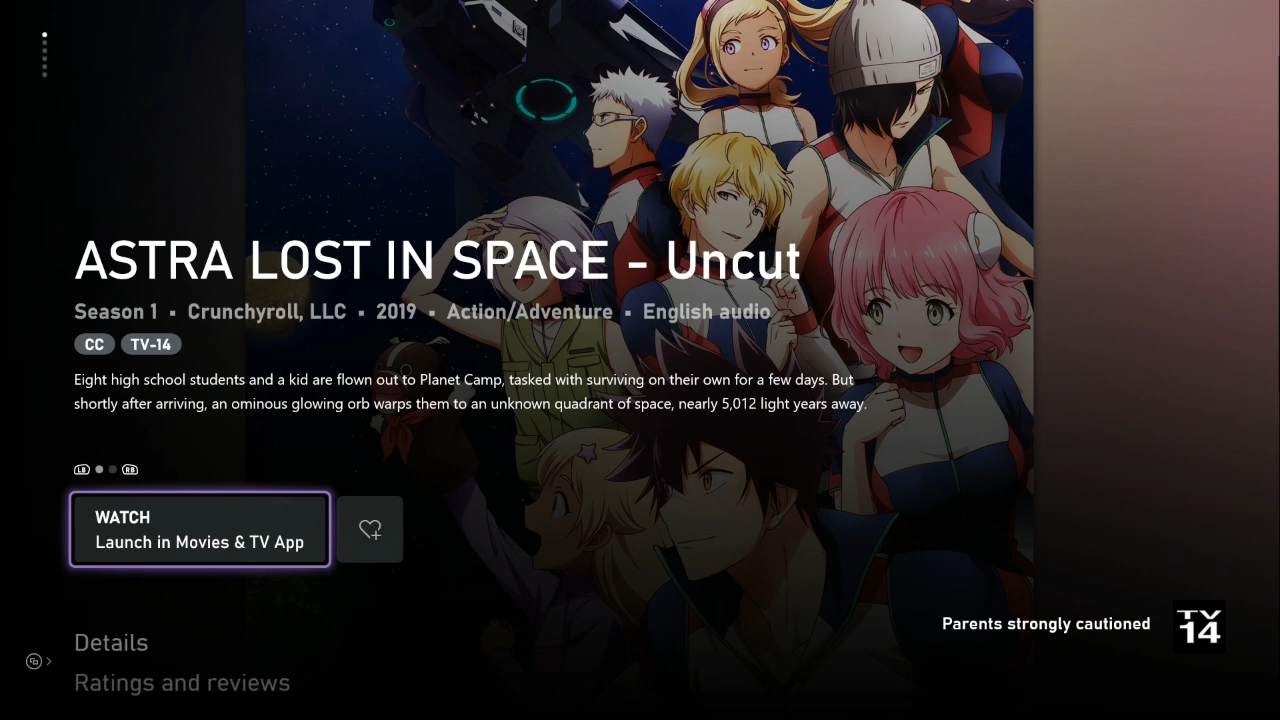 ASTRA LOST IN SPACE - Uncut
Season 1 ▪ Crunchyroll, LLC ▪ 2019 ▪ Action/Adventure ▪ English audio
CC TV-14
Eight high school students and a kid are flown out to Planet Camp, tasked with surviving on their own for a few days. But
shortly after arriving, an ominous glowing orb warps them to an unknown quadrant of space, nearly 5,012 light years away.
LB RB
WATCH
Launch in Movies & TV App
Parents strongly cautioned
TV
14
Details
Ratings and reviews